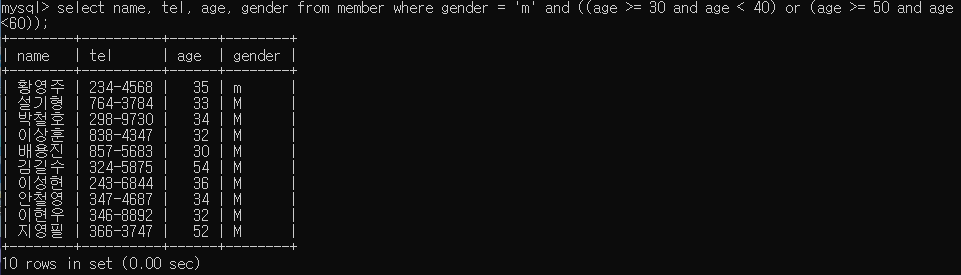 mysql> select name, tel, age, gender from member where gender = 'm' and ((age >= 30 and age < 40) or (age >= 50 and age
<60));
+--------+----------+------+--------+
| name   | tel      | age  | gender |
+--------+----------+------+--------+
| 황영주 | 234-4568 |   35 | m      |
| 설기형 | 764-3784 |   33 | M      |
| 박철호 | 298-9730 |   34 | M      |
| 이상훈 | 838-4347 |   32 | M      |
| 배용진 | 857-5683 |   30 | M      |
| 김길수 | 324-5875 |   54 | M      |
| 이성현 | 243-6844 |   36 | M      |
| 안철영 | 347-4687 |   34 | M      |
| 이현우 | 346-8892 |   32 | M      |
| 지영필 | 366-3747 |   52 | M      |
+--------+----------+------+--------+
10 rows in set (0.00 sec)